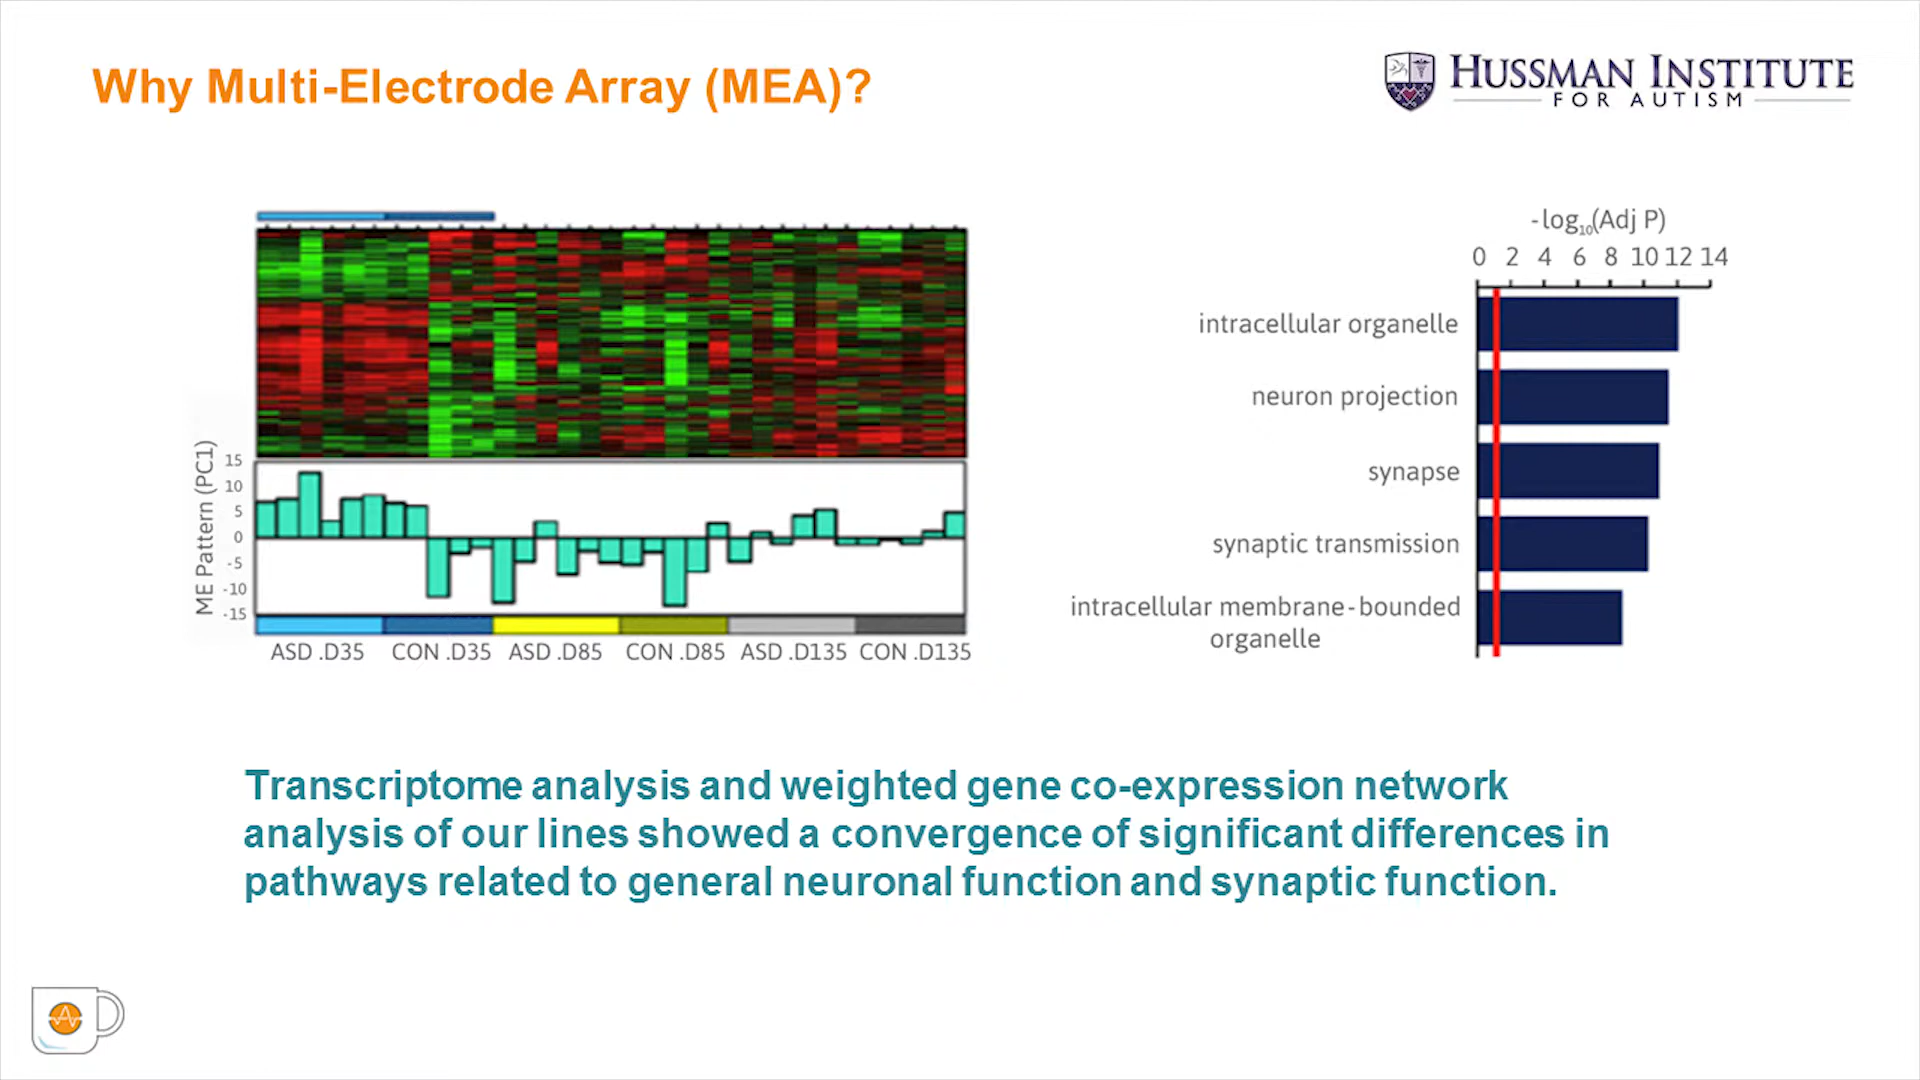 Why Multi-Electrode Array (MEA)?
HUSSMAN INSTITUTE
FOR AUTISM
ME Pattern (PC1)
15
10
5
0
-5
-10
-15
ASD .D35 CON .D35 ASD .D85 CON .D85 ASD .D135 CON .D135
-log10(Adj P)
0 2 4 6 8 10 12 14
intracellular organelle
neuron projection
synapse
synaptic transmission
intracellular membrane-bounded
organelle
Transcriptome analysis and weighted gene co-expression network
analysis of our lines showed a convergence of significant differences in
pathways related to general neuronal function and synaptic function.